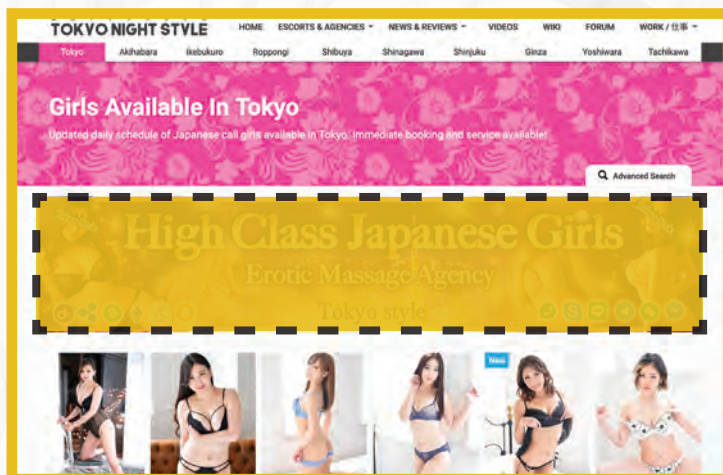 TOKYO NIGHT STYLE
HOME ESCORTS & AGENCIES NEWS & REVIEWS VIDEOS WIKI FORUM WORK / 仕事
Tokyo Akihabara Ikebukuro Roppongi Shibuya Shinagawa Shinjuku Ginza Yoshiwara Tachikawa
Girls Available In Tokyo
Updated daily schedule of Japanese call girls available in Tokyo. Immediate booking and service available!
Advanced Search
High Class Japanese Girls
Erotic Massage Agency
Tokyo style
New